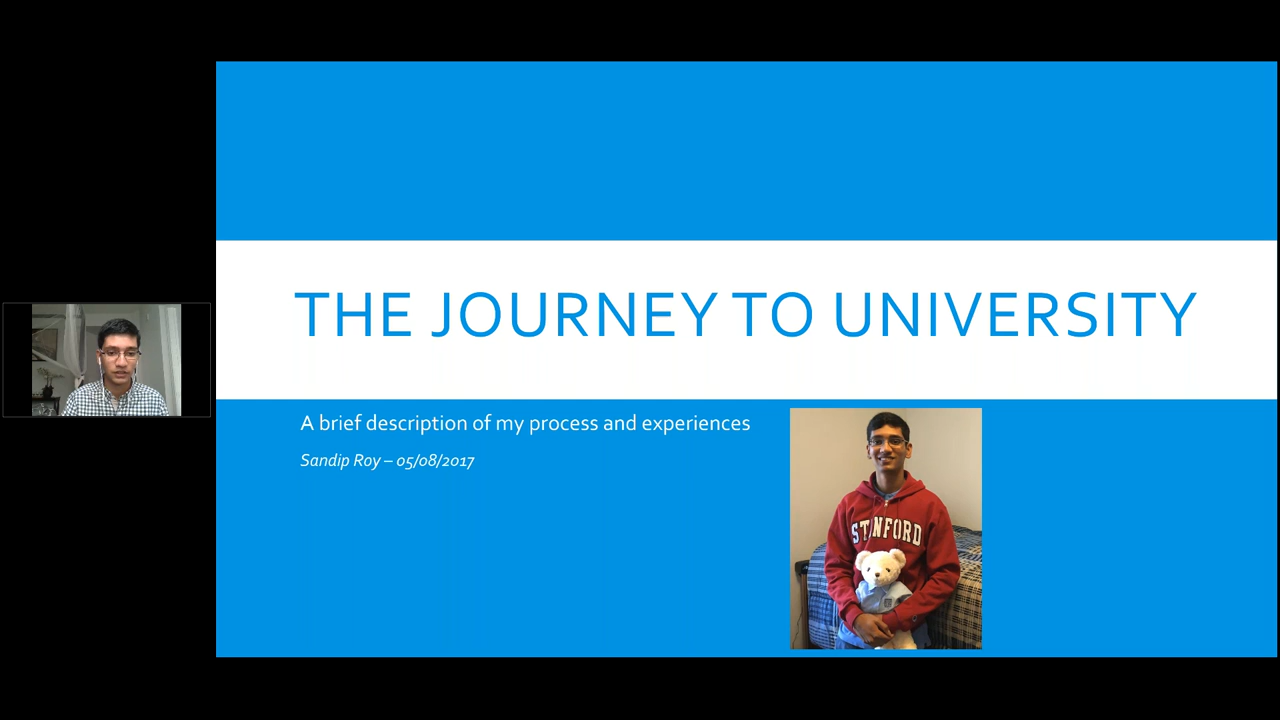 THE JOURNEY TO UNIVERSITY
A brief description of my process and experiences
Sandip Roy – 05/08/2017
STANFORD